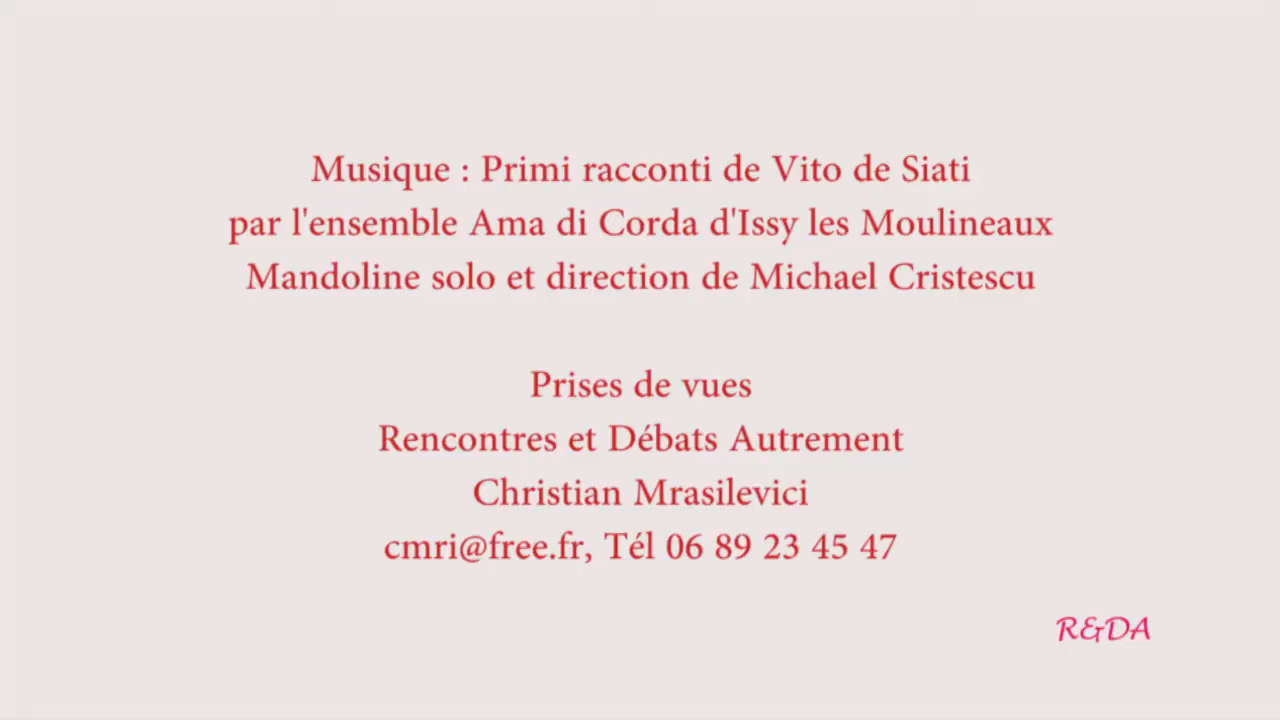 Musique : Primi racconti de Vito de Siati
par l'ensemble Ama di Corda d'Issy les Moulineaux
Mandoline solo et direction de Michael Cristescu
Prises de vues
Rencontres et Débats Autrement
Christian Mrasilevici
cmri@free.fr, Tél 06 89 23 45 47
R&DA